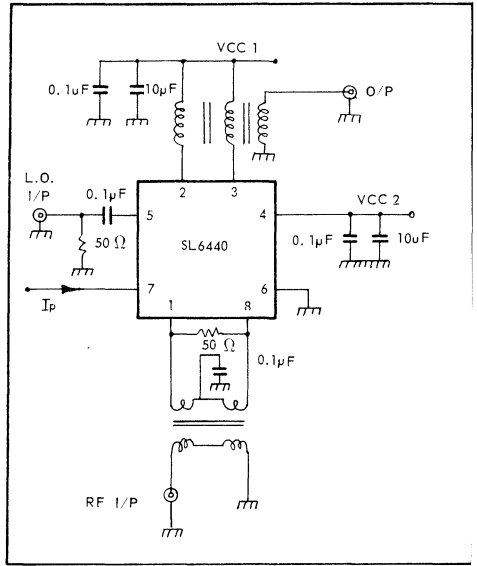 VCC 1
0.1uF
10µF
O/P
L.O.
I/P
0.1µF
2
3
5
4
VCC 2
50 Ω
SL6440
0.1µF
10uF
7
6
Ip
1
8
50 Ω
0.1µF
RF I/P